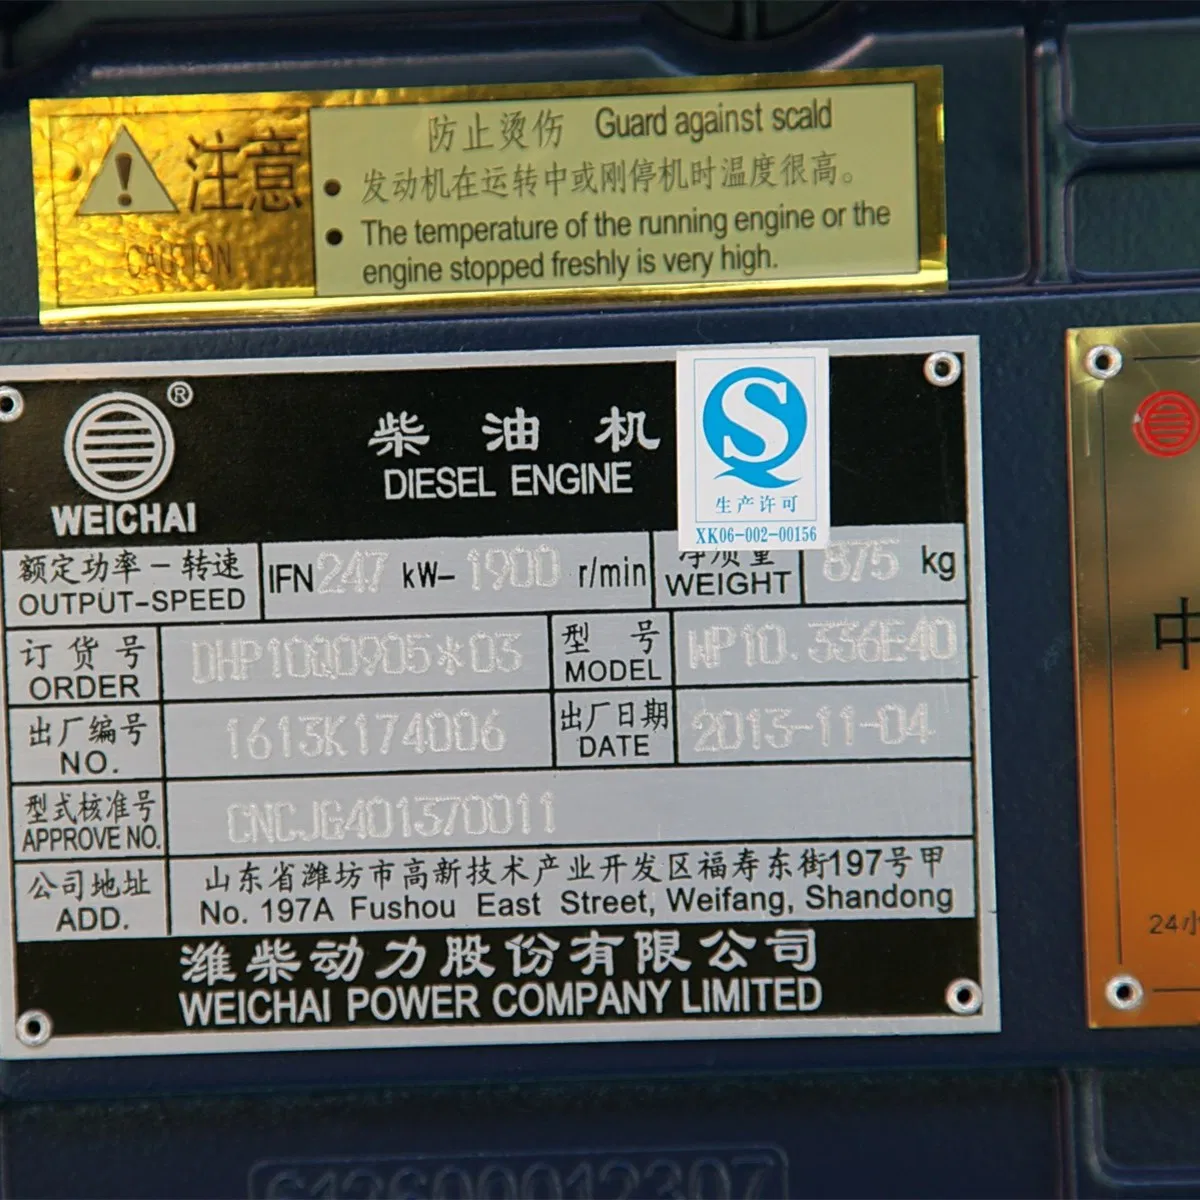 注意
CAUTION
防止烫伤 Guard against scald
● 发动机在运转中或刚停机时温度很高。
● The temperature of the running engine or the
engine stopped freshly is very high.
®
WEICHAI
柴油机
DIESEL ENGINE
S
生产许可
XK06-002-00156
额定功率－转速
OUTPUT-SPEED
IFN 247 kW- 1900 r/min
净质量
WEIGHT
875 kg
订货号
ORDER
DHP10Q0905*03
型号
MODEL
WP10.336E40
出厂编号
NO.
1613K174006
出厂日期
DATE
2013-11-04
型式核准号
APPROVE NO.
CNCJG401370011
公司地址
ADD.
山东省潍坊市高新技术产业开发区福寿东街197号甲
No. 197A Fushou East Street, Weifang, Shandong
潍柴动力股份有限公司
WEICHAI POWER COMPANY LIMITED
中
24小